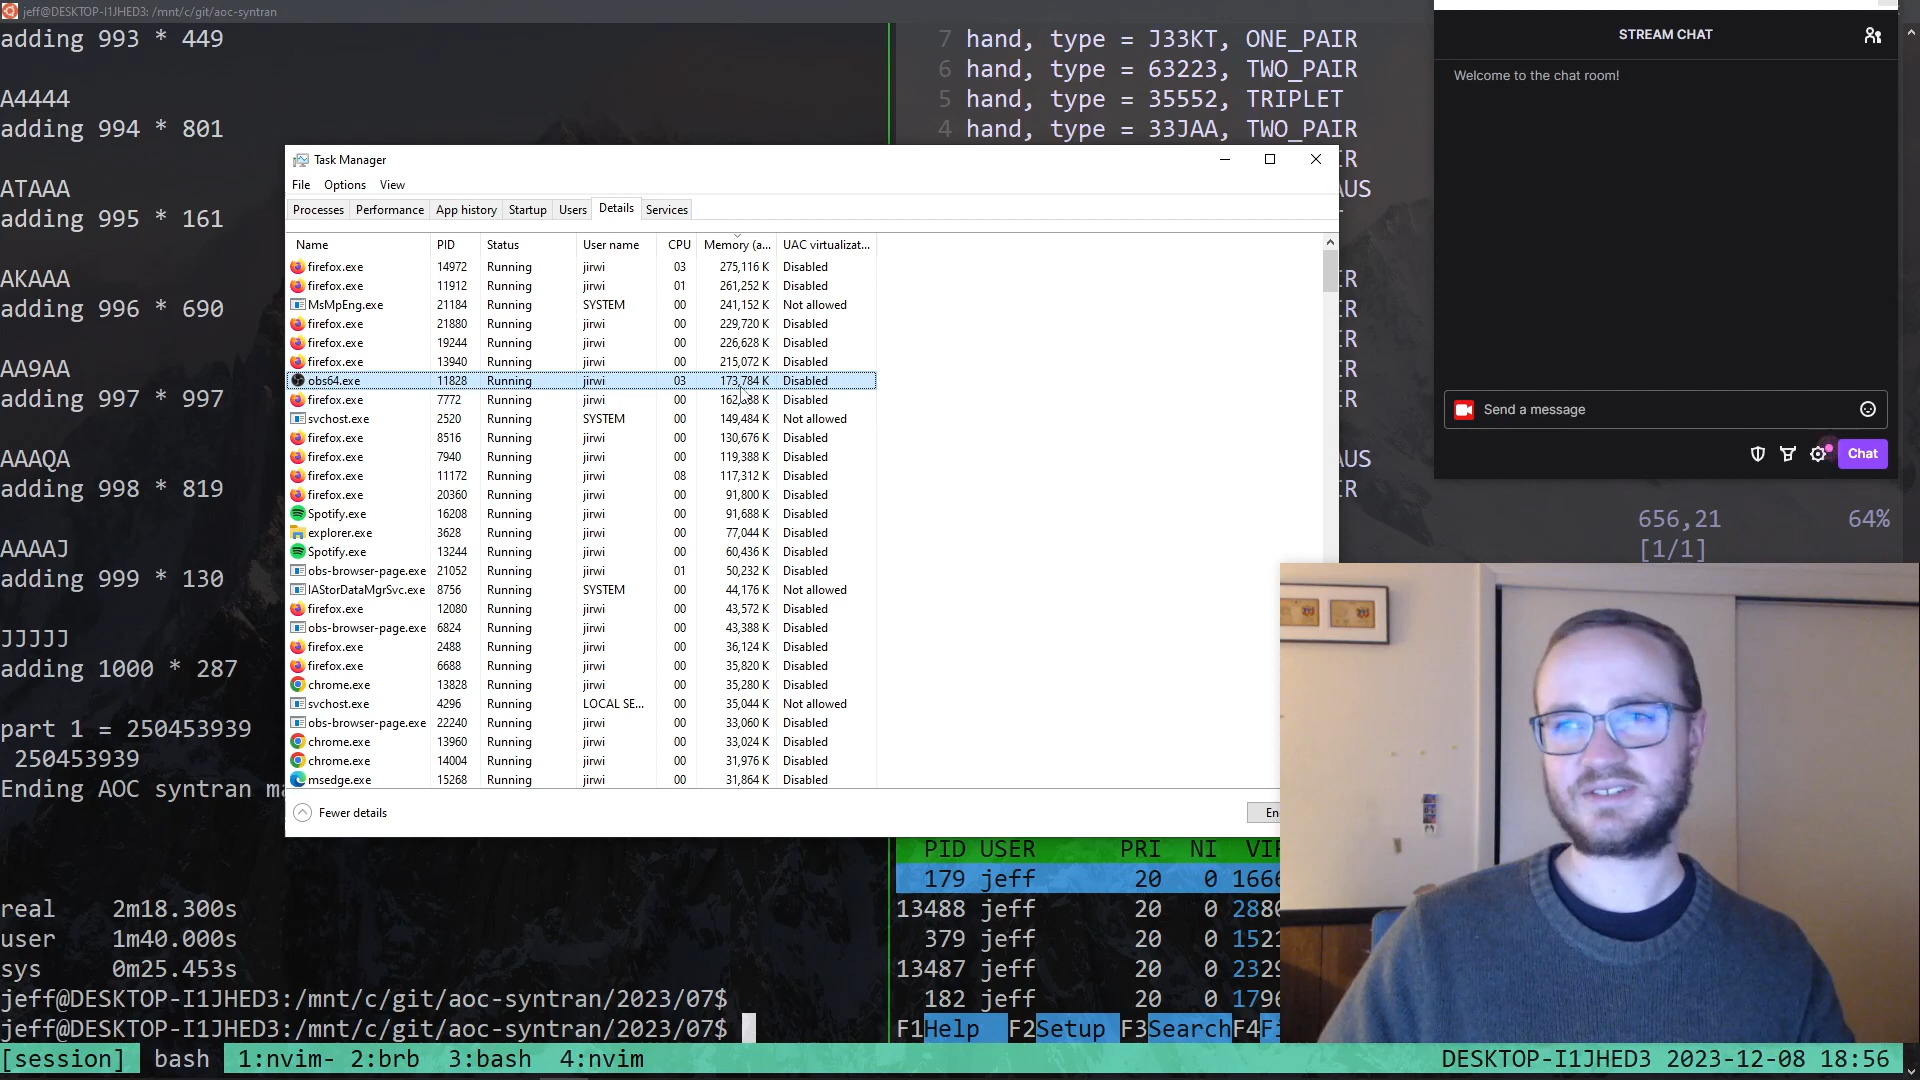 jeff@DESKTOP-I1JHED3: /mnt/c/git/aoc-syntran
adding 993 * 449
A4444
adding 994 * 801
ATAAA
adding 995 * 161
AKAAA
adding 996 * 690
AA9AA
adding 997 * 997
AAAQA
adding 998 * 819
AAAAJ
adding 999 * 130
JJJJJ
adding 1000 * 287
part 1 = 250453939
250453939
Ending AOC syntran
real 2m18.300s
user 1m40.000s
sys 0m25.453s
jeff@DESKTOP-I1JHED3:/mnt/c/git/aoc-syntran/2023/07$
jeff@DESKTOP-I1JHED3:/mnt/c/git/aoc-syntran/2023/07$
7 hand, type = J33KT, ONE_PAIR
6 hand, type = 63223, TWO_PAIR
5 hand, type = 35552, TRIPLET
4 hand, type = 33JAA, TWO_PAIR
656,21 64%
[1/1]
Task Manager
File Options View
Processes Performance App history Startup Users Details Services
Name PID Status User name CPU Memory (a... UAC virtualizat...
firefox.exe 14972 Running jirwi 03 275,116 K Disabled
firefox.exe 11912 Running jirwi 01 261,252 K Disabled
MsMpEng.exe 21184 Running SYSTEM 00 241,152 K Not allowed
firefox.exe 21880 Running jirwi 00 229,720 K Disabled
firefox.exe 19244 Running jirwi 00 226,628 K Disabled
firefox.exe 13940 Running jirwi 00 215,072 K Disabled
obs64.exe 11828 Running jirwi 03 173,784 K Disabled
firefox.exe 7772 Running jirwi 00 K Disabled
svchost.exe 2520 Running SYSTEM 00 149,484 K Not allowed
firefox.exe 8516 Running jirwi 00 130,676 K Disabled
firefox.exe 7940 Running jirwi 00 119,388 K Disabled
firefox.exe 11172 Running jirwi 08 117,312 K Disabled
firefox.exe 20360 Running jirwi 00 91,800 K Disabled
Spotify.exe 16208 Running jirwi 00 91,688 K Disabled
explorer.exe 3628 Running jirwi 00 77,044 K Disabled
Spotify.exe 13244 Running jirwi 00 60,436 K Disabled
obs-browser-page.exe 21052 Running jirwi 01 50,232 K Disabled
IAStorDataMgrSvc.exe 8756 Running SYSTEM 00 44,176 K Not allowed
firefox.exe 12080 Running jirwi 00 43,572 K Disabled
obs-browser-page.exe 6824 Running jirwi 00 43,388 K Disabled
firefox.exe 2488 Running jirwi 00 36,124 K Disabled
firefox.exe 6688 Running jirwi 00 35,820 K Disabled
chrome.exe 13828 Running jirwi 00 35,280 K Disabled
svchost.exe 4296 Running LOCAL SE... 00 35,044 K Not allowed
obs-browser-page.exe 22240 Running jirwi 00 33,060 K Disabled
chrome.exe 13960 Running jirwi 00 33,024 K Disabled
chrome.exe 14004 Running jirwi 00 31,976 K Disabled
msedge.exe 15268 Running jirwi 00 31,864 K Disabled
Fewer details
STREAM CHAT
Welcome to the chat room!
Send a message
Chat
PID USER PRI NI
179 jeff 20 0
13488 jeff 20 0
379 jeff 20 0
13487 jeff 20 0
182 jeff 20 0
F1Help F2Setup F3Search F4
[session] bash 1:nvim- 2:brb 3:bash 4:nvim
DESKTOP-I1JHED3 2023-12-08 18:56